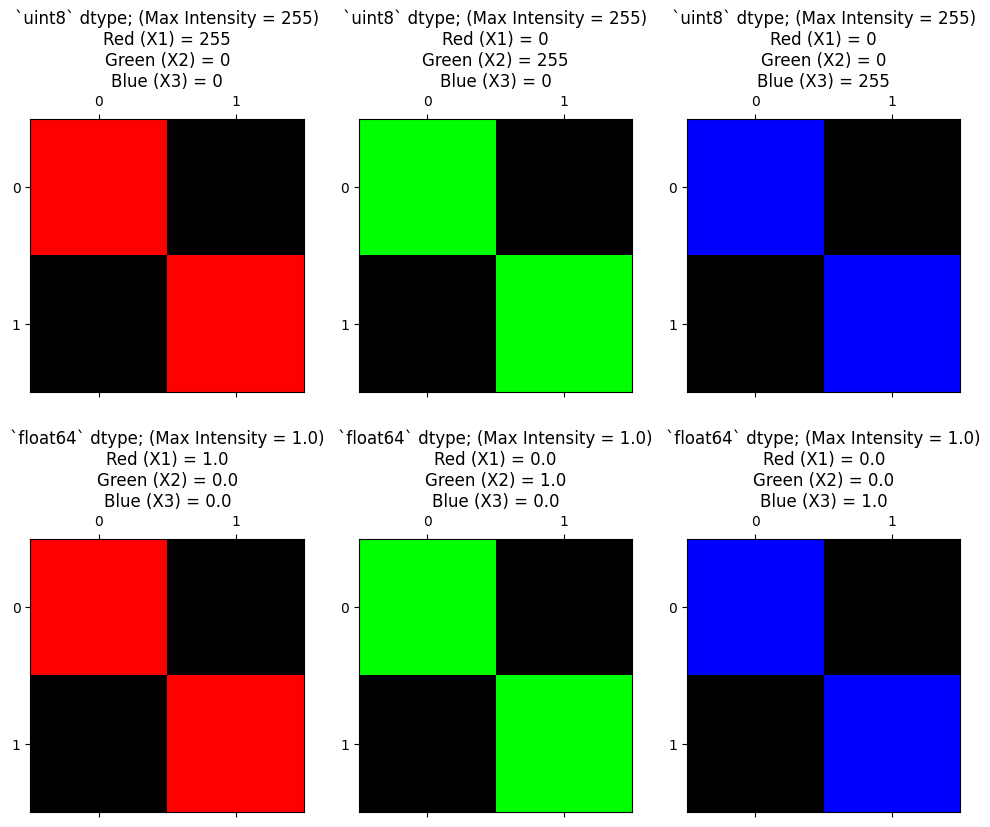 `uint8` dtype; (Max Intensity = 255)
Red (X1) = 255
Green (X2) = 0
Blue (X3) = 0
0 1
0
1
`uint8` dtype; (Max Intensity = 255)
Red (X1) = 0
Green (X2) = 255
Blue (X3) = 0
0 1
`uint8` dtype; (Max Intensity = 255)
Red (X1) = 0
Green (X2) = 0
Blue (X3) = 255
0 1
0
1
`float64` dtype; (Max Intensity = 1.0)
Red (X1) = 1.0
Green (X2) = 0.0
Blue (X3) = 0.0
0 1
0
1
`float64` dtype; (Max Intensity = 1.0)
Red (X1) = 0.0
Green (X2) = 1.0
Blue (X3) = 0.0
0 1
0
1
`float64` dtype; (Max Intensity = 1.0)
Red (X1) = 0.0
Green (X2) = 0.0
Blue (X3) = 1.0
0 1
0
1